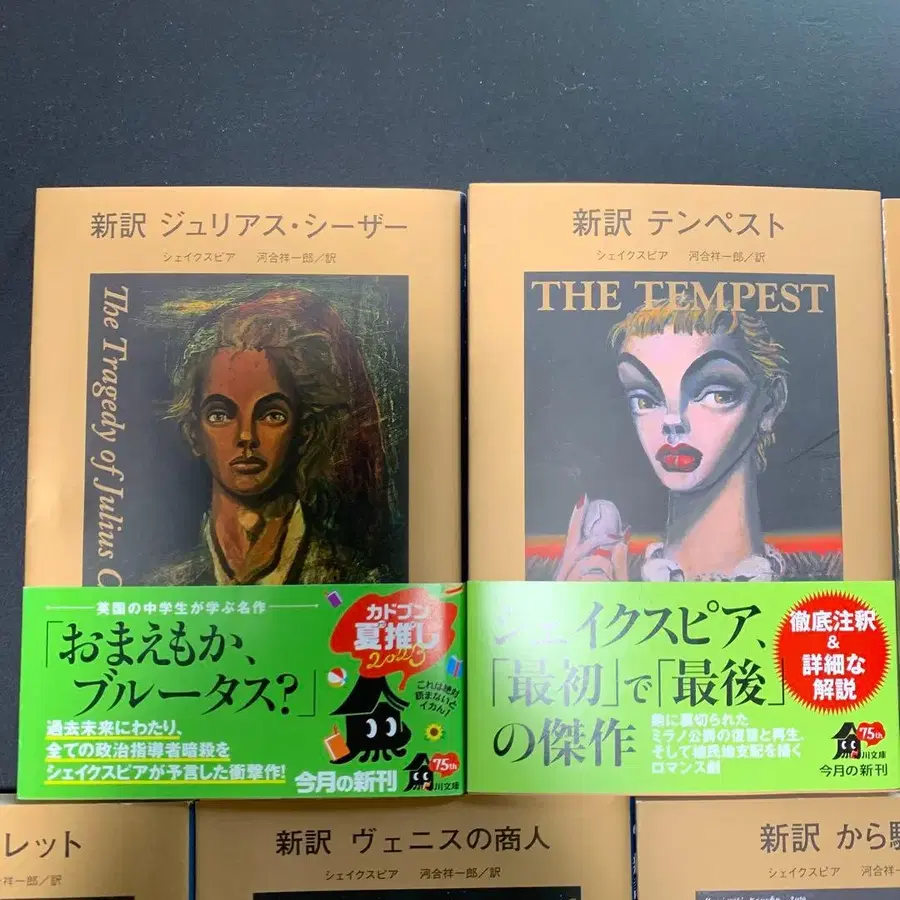 新訳 ジュリアス・シーザー
シェイクスピア 河合祥一郎/訳
The Tragedy of Julius C
英国の中学生が学ぶ名作
「おまえもか、
ブルータス?」
過去未来にわたり、
全ての政治指導者暗殺を
シェイクスピアが予言した衝撃作!
カドブン
夏推し
2023
これは絶対
読まないと
イカん!
75th
川文庫
今月の新刊
新訳 テンペスト
シェイクスピア 河合祥一郎/訳
THE TEMPEST
シェイクスピア、
「最初」で「最後」
の傑作
弟に裏切られた
ミラノ公爵の復讐と再生、
そして植民地支配を描く
ロマンス劇
徹底注釈
&
詳細な
解説
75th
川文庫
今月の新刊
レット
祥一郎/訳
新訳 ヴェニスの商人
シェイクスピア 河合祥一郎/訳
新訳 から騒
シェイクスピア 河合祥